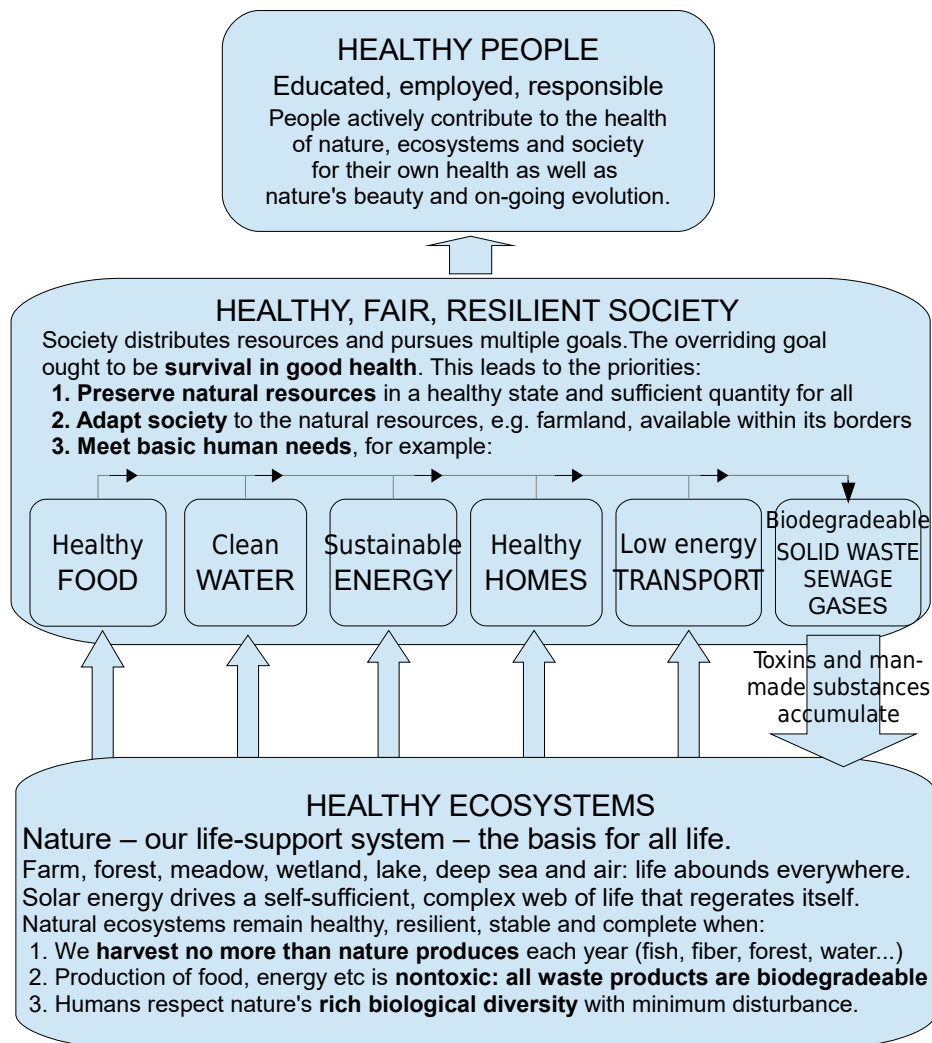 HEALTHY PEOPLE
Educated, employed, responsible
People actively contribute to the health
of nature, ecosystems and society
for their own health as well as
nature's beauty and on-going evolution.
HEALTHY, FAIR, RESILIENT SOCIETY
Society distributes resources and pursues multiple goals.The overriding goal
ought to be survival in good health. This leads to the priorities:
1. Preserve natural resources in a healthy state and sufficient quantity for all
2. Adapt society to the natural resources, e.g. farmland, available within its borders
3. Meet basic human needs, for example:
Healthy
FOOD
Clean
WATER
Sustainable
ENERGY
Healthy
HOMES
Low energy
TRANSPORT
Biodegradeable
SOLID WASTE
SEWAGE
GASES
Toxins and man-
made substances
accumulate
HEALTHY ECOSYSTEMS
Nature – our life-support system – the basis for all life.
Farm, forest, meadow, wetland, lake, deep sea and air: life abounds everywhere.
Solar energy drives a self-sufficient, complex web of life that regerates itself.
Natural ecosystems remain healthy, resilient, stable and complete when:
1. We harvest no more than nature produces each year (fish, fiber, forest, water...)
2. Production of food, energy etc is nontoxic: all waste products are biodegradeable
3. Humans respect nature's rich biological diversity with minimum disturbance.